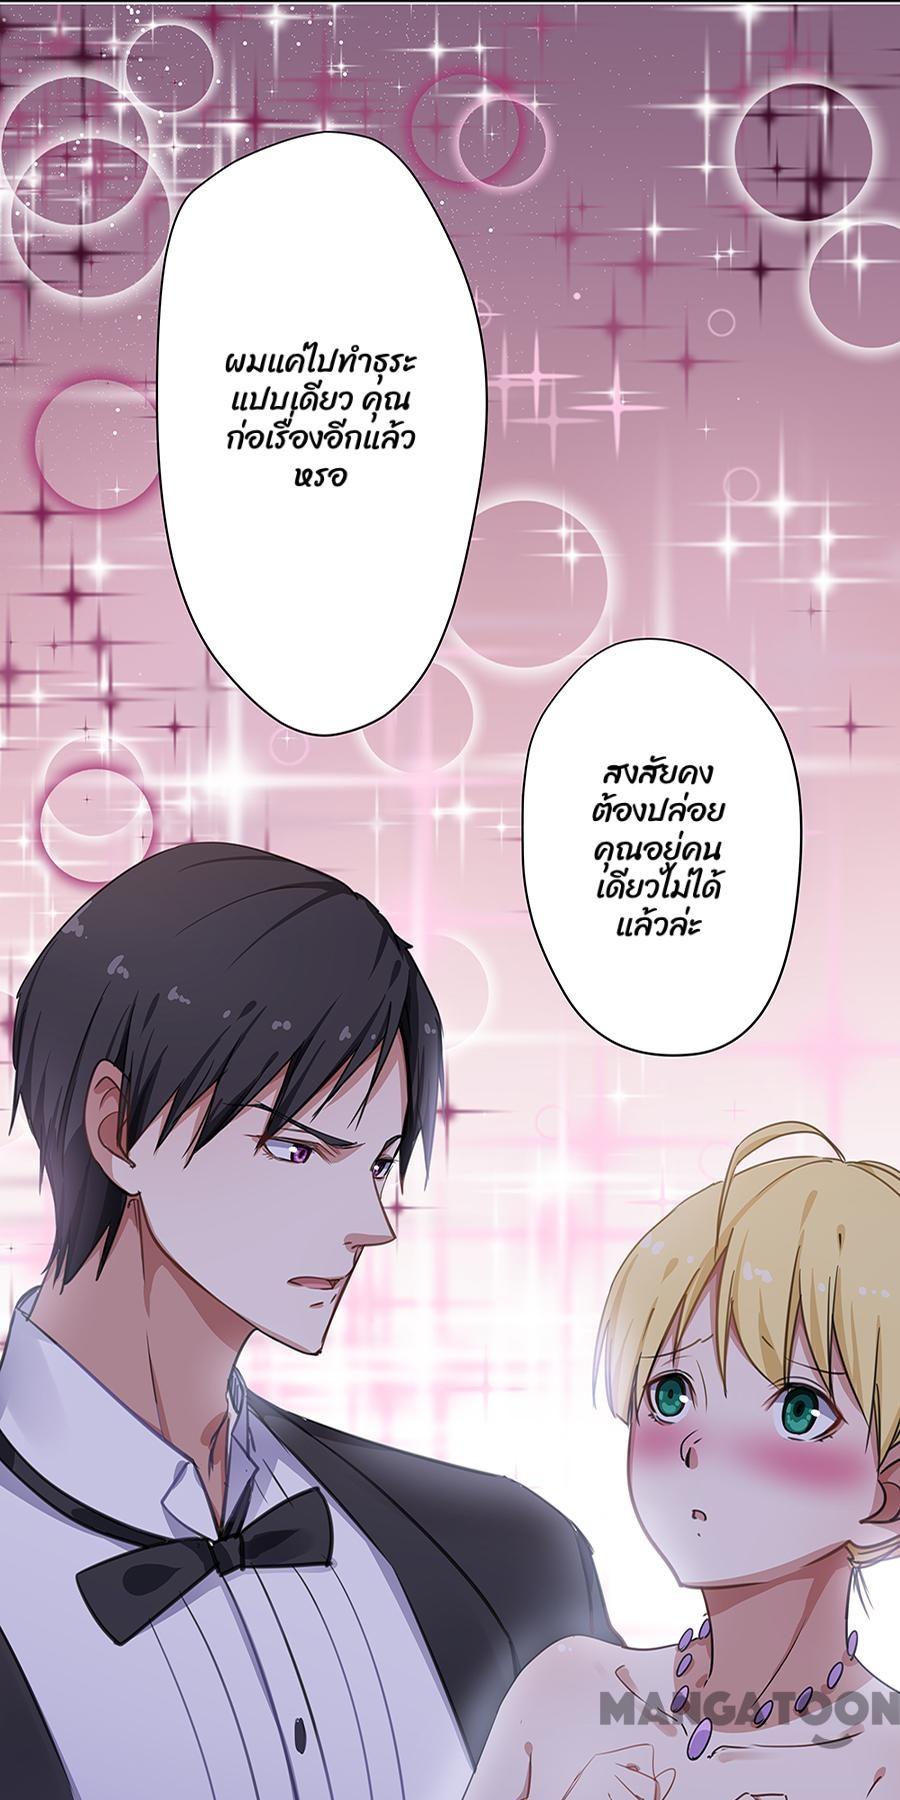 ผมแค่ไปทำธุระ
แปบเดียว คุณ
ก่อเรื่องอีกแล้ว
หรอ
สงสัยคง
ต้องปล่อย
คุณอยู่คน
เดียวไม่ได้
แล้วล่ะ
MANGATOON